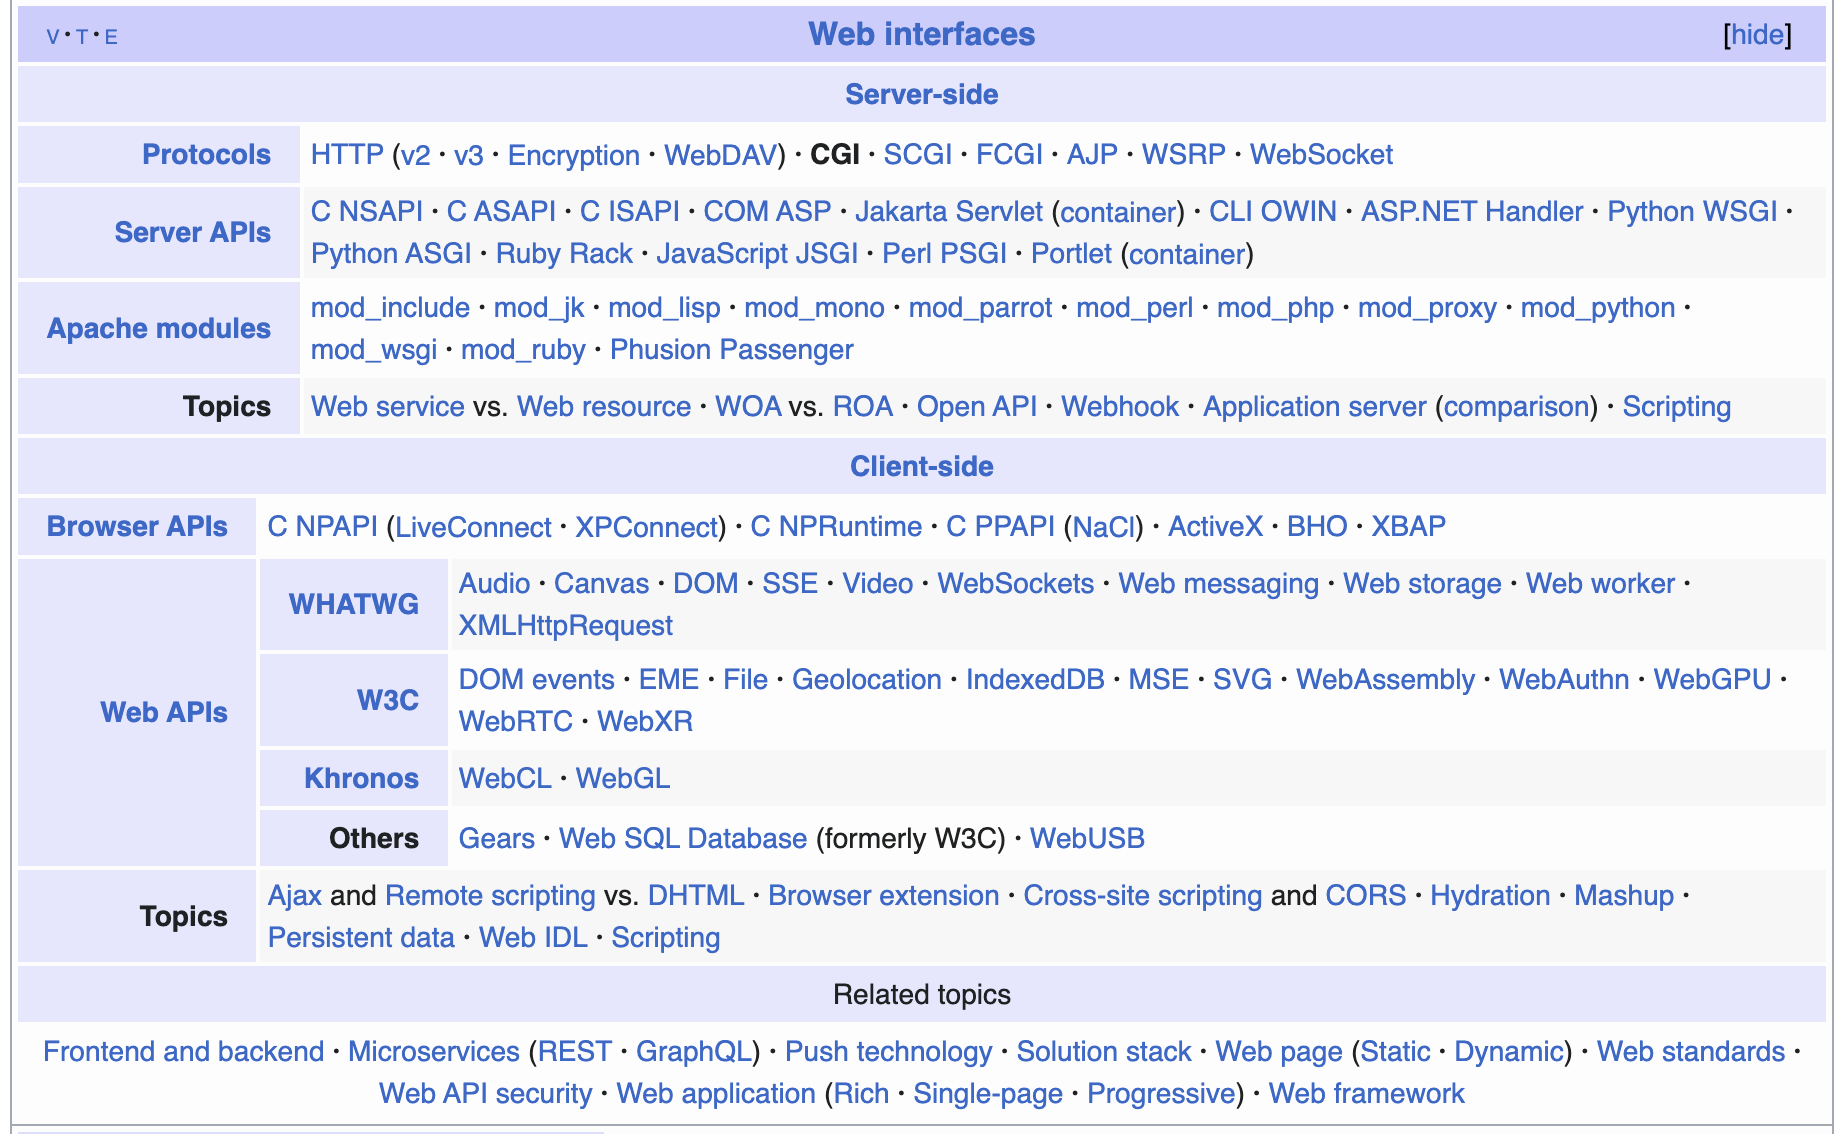 V · T · E Web interfaces [hide]
Server-side
Protocols HTTP (v2 · v3 · Encryption · WebDAV) · CGI · SCGI · FCGI · AJP · WSRP · WebSocket
Server APIs
C NSAPI · C ASAPI · C ISAPI · COM ASP · Jakarta Servlet (container) · CLI OWIN · ASP.NET Handler · Python WSGI ·
Python ASGI · Ruby Rack · JavaScript JSGI · Perl PSGI · Portlet (container)
Apache modules
mod_include · mod_jk · mod_lisp · mod_mono · mod_parrot · mod_perl · mod_php · mod_proxy · mod_python ·
mod_wsgi · mod_ruby · Phusion Passenger
Topics Web service vs. Web resource · WOA vs. ROA · Open API · Webhook · Application server (comparison) · Scripting
Client-side
Browser APIs C NPAPI (LiveConnect · XPConnect) · C NPRuntime · C PPAPI (NaCl) · ActiveX · BHO · XBAP
Web APIs
WHATWG
Audio · Canvas · DOM · SSE · Video · WebSockets · Web messaging · Web storage · Web worker ·
XMLHttpRequest
W3C
DOM events · EME · File · Geolocation · IndexedDB · MSE · SVG · WebAssembly · WebAuthn · WebGPU ·
WebRTC · WebXR
Khronos WebCL · WebGL
Others Gears · Web SQL Database (formerly W3C) · WebUSB
Topics
Ajax and Remote scripting vs. DHTML · Browser extension · Cross-site scripting and CORS · Hydration · Mashup ·
Persistent data · Web IDL · Scripting
Related topics
Frontend and backend · Microservices (REST · GraphQL) · Push technology · Solution stack · Web page (Static · Dynamic) · Web standards ·
Web API security · Web application (Rich · Single-page · Progressive) · Web framework